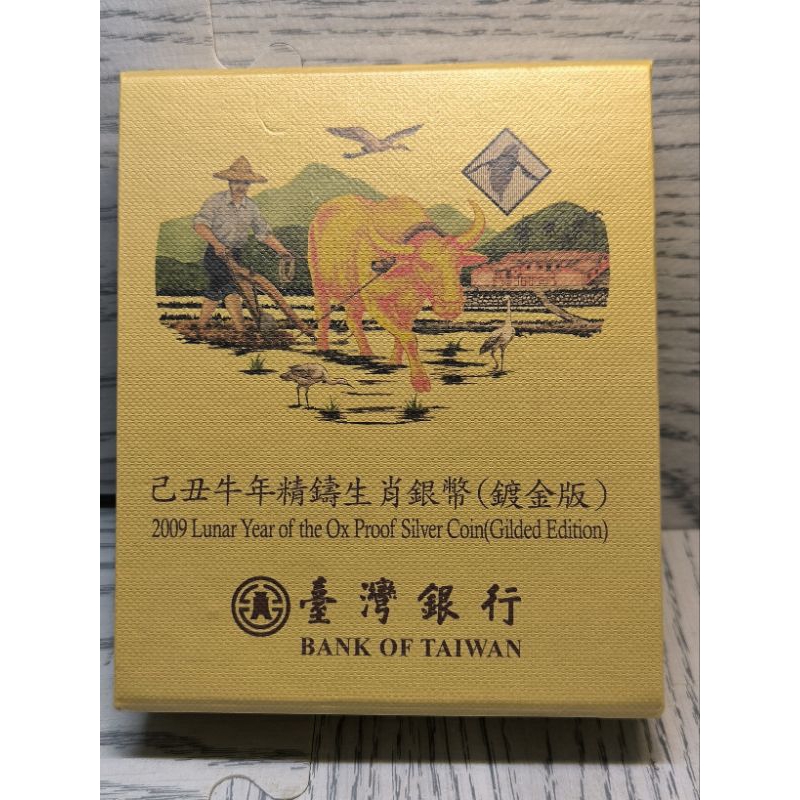 己丑牛年精鑄生肖銀幣(鍍金版)
2009 Lunar Year of the Ox Proof Silver Coin(Gilded Edition)
臺灣銀行
BANK OF TAIWAN